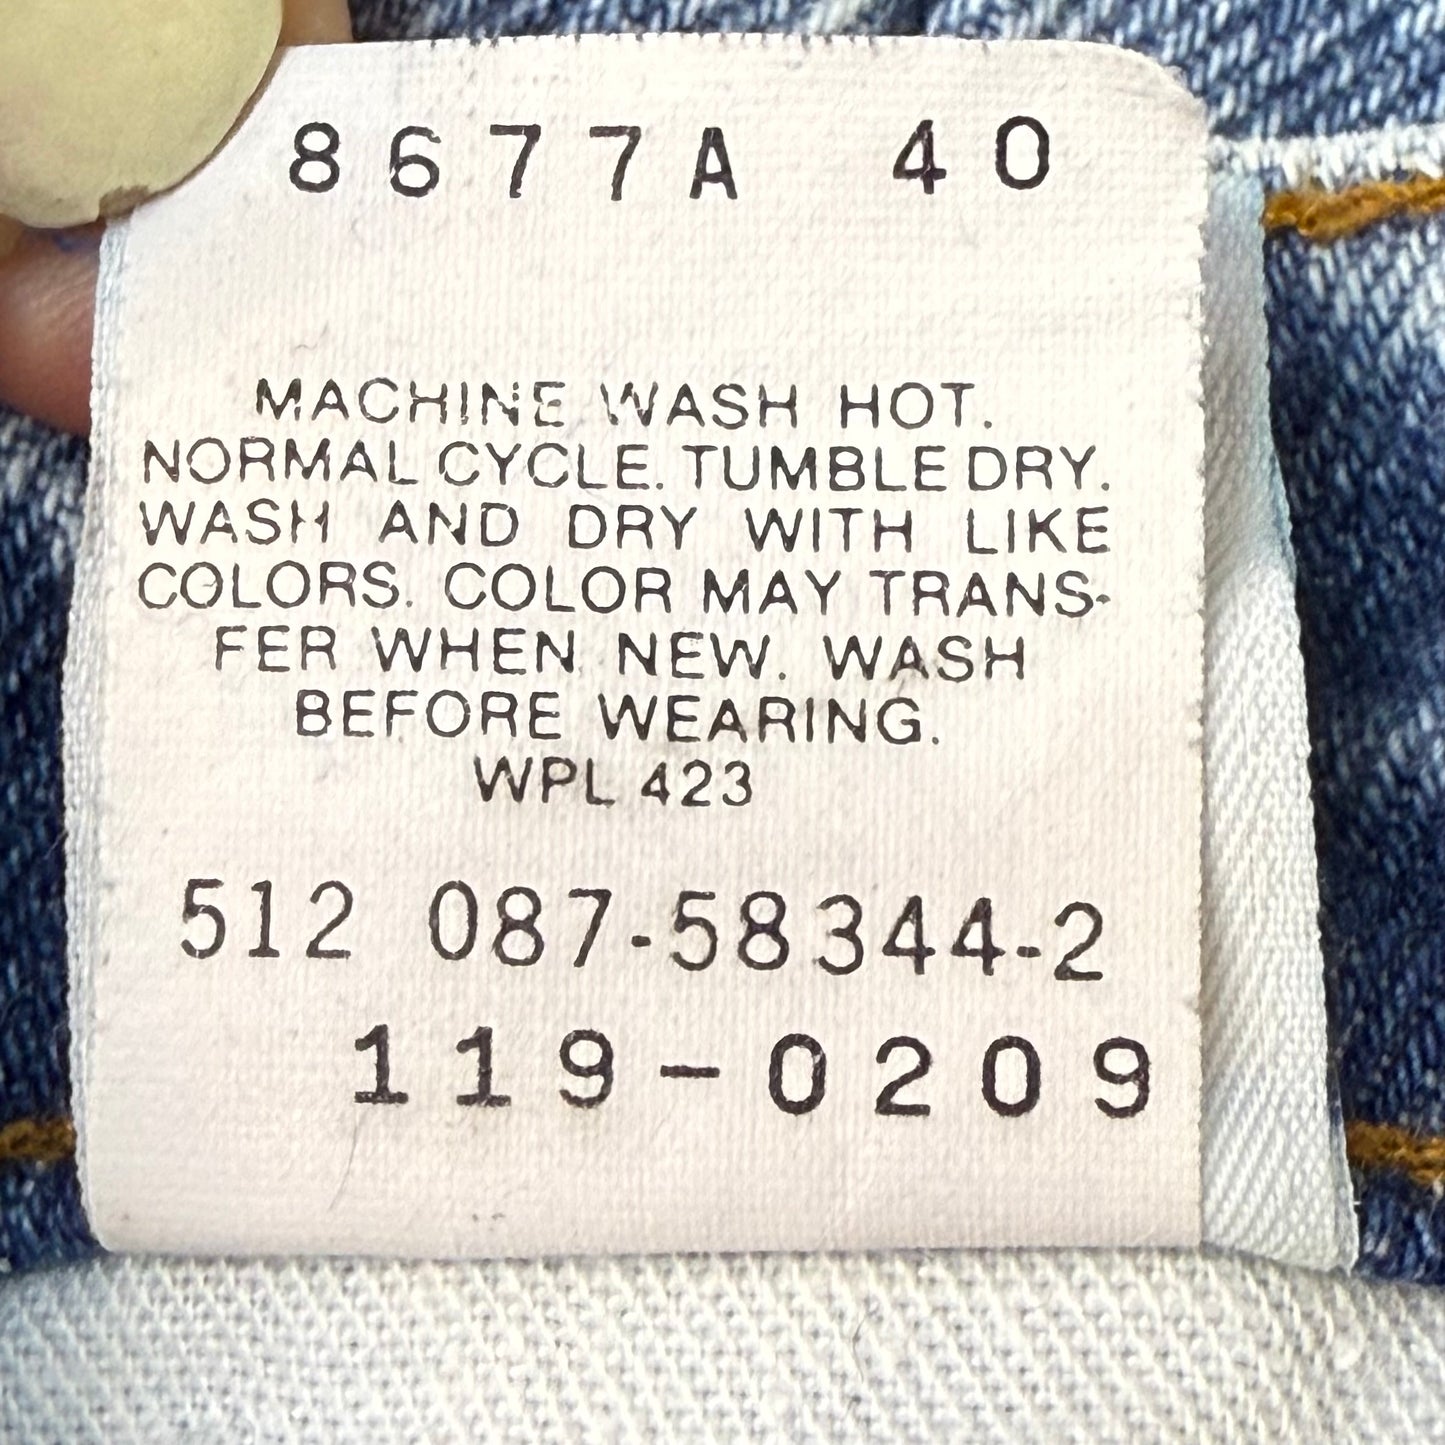 8677A 40
MACHINE WASH HOT.
NORMAL CYCLE. TUMBLE DRY.
WASH AND DRY WITH LIKE
COLORS. COLOR MAY TRANS-
FER WHEN NEW. WASH
BEFORE WEARING.
WPL 423
512 087-58344-2
119-0209